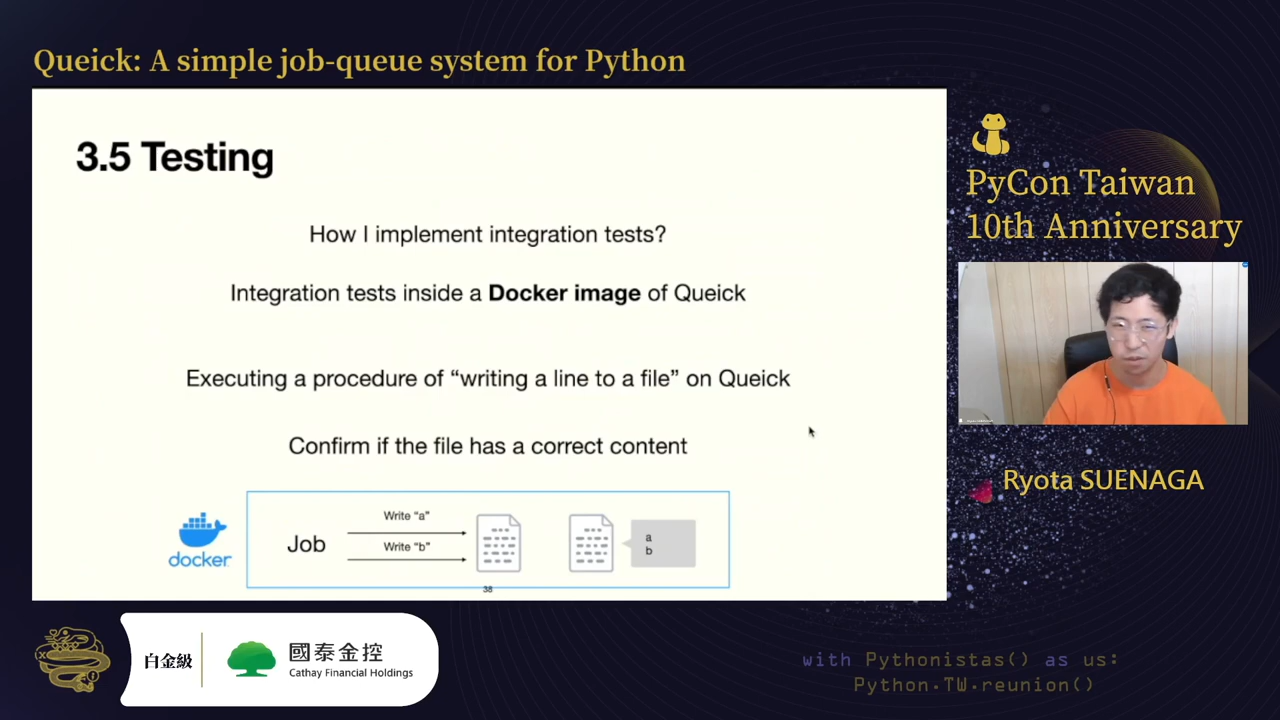 Queick: A simple job-queue system for Python
3.5 Testing
How I implement integration tests?
Integration tests inside a Docker image of Queick
Executing a procedure of “writing a line to a file” on Queick
Confirm if the file has a correct content
docker
Job
Write “a”
Write “b”
a
b
38
PyCon Taiwan
10th Anniversary
Ryota SUENAGA
白金級
國泰金控
Cathay Financial Holdings
with Pythonistas() as us:
Python.TW.reunion()